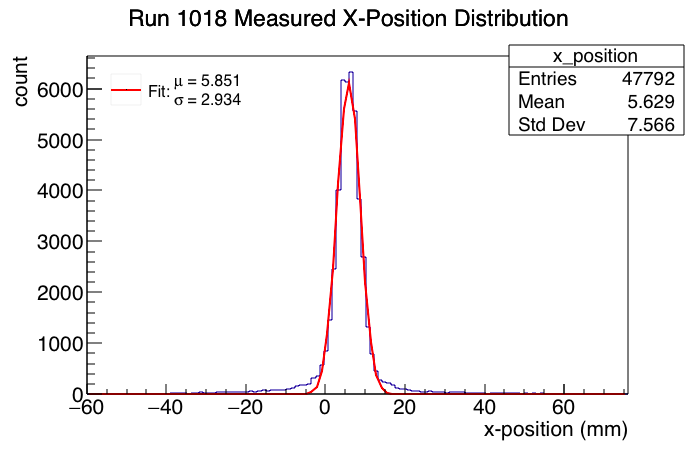 Run 1018 Measured X-Position Distribution
x_position
Entries 47792
Mean 5.629
Std Dev 7.566
Fit: μ = 5.851
σ = 2.934
count
6000
5000
4000
3000
2000
1000
0
−60 −40 −20 0 20 40 60
x-position (mm)